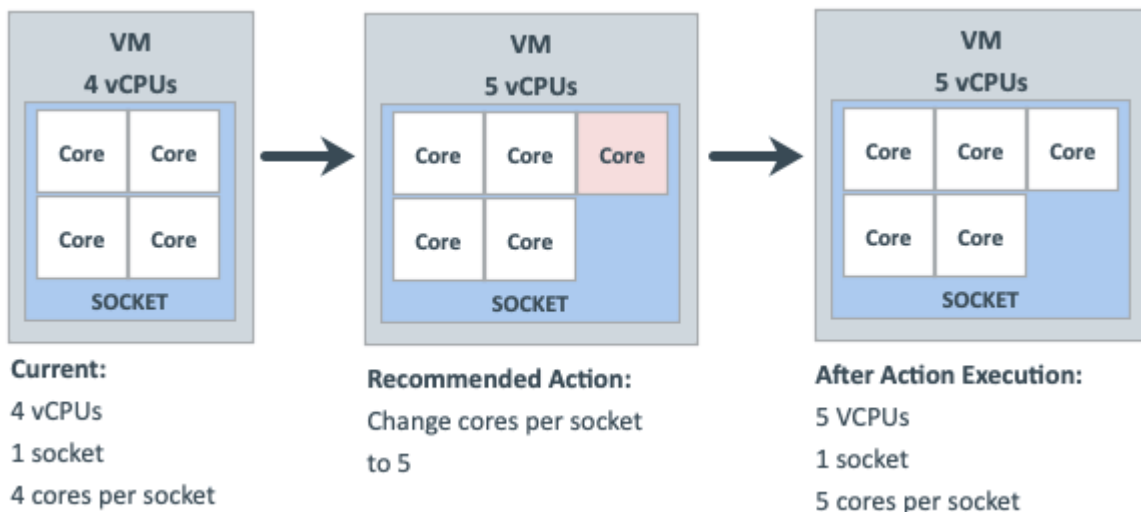 VM
4 vCPUs
Core Core
Core Core
SOCKET
Current:
4 vCPUs
1 socket
4 cores per socket
VM
5 vCPUs
Core Core Core
Core Core
SOCKET
Recommended Action:
Change cores per socket
to 5
VM
5 vCPUs
Core Core Core
Core Core
SOCKET
After Action Execution:
5 VCPUs
1 socket
5 cores per socket